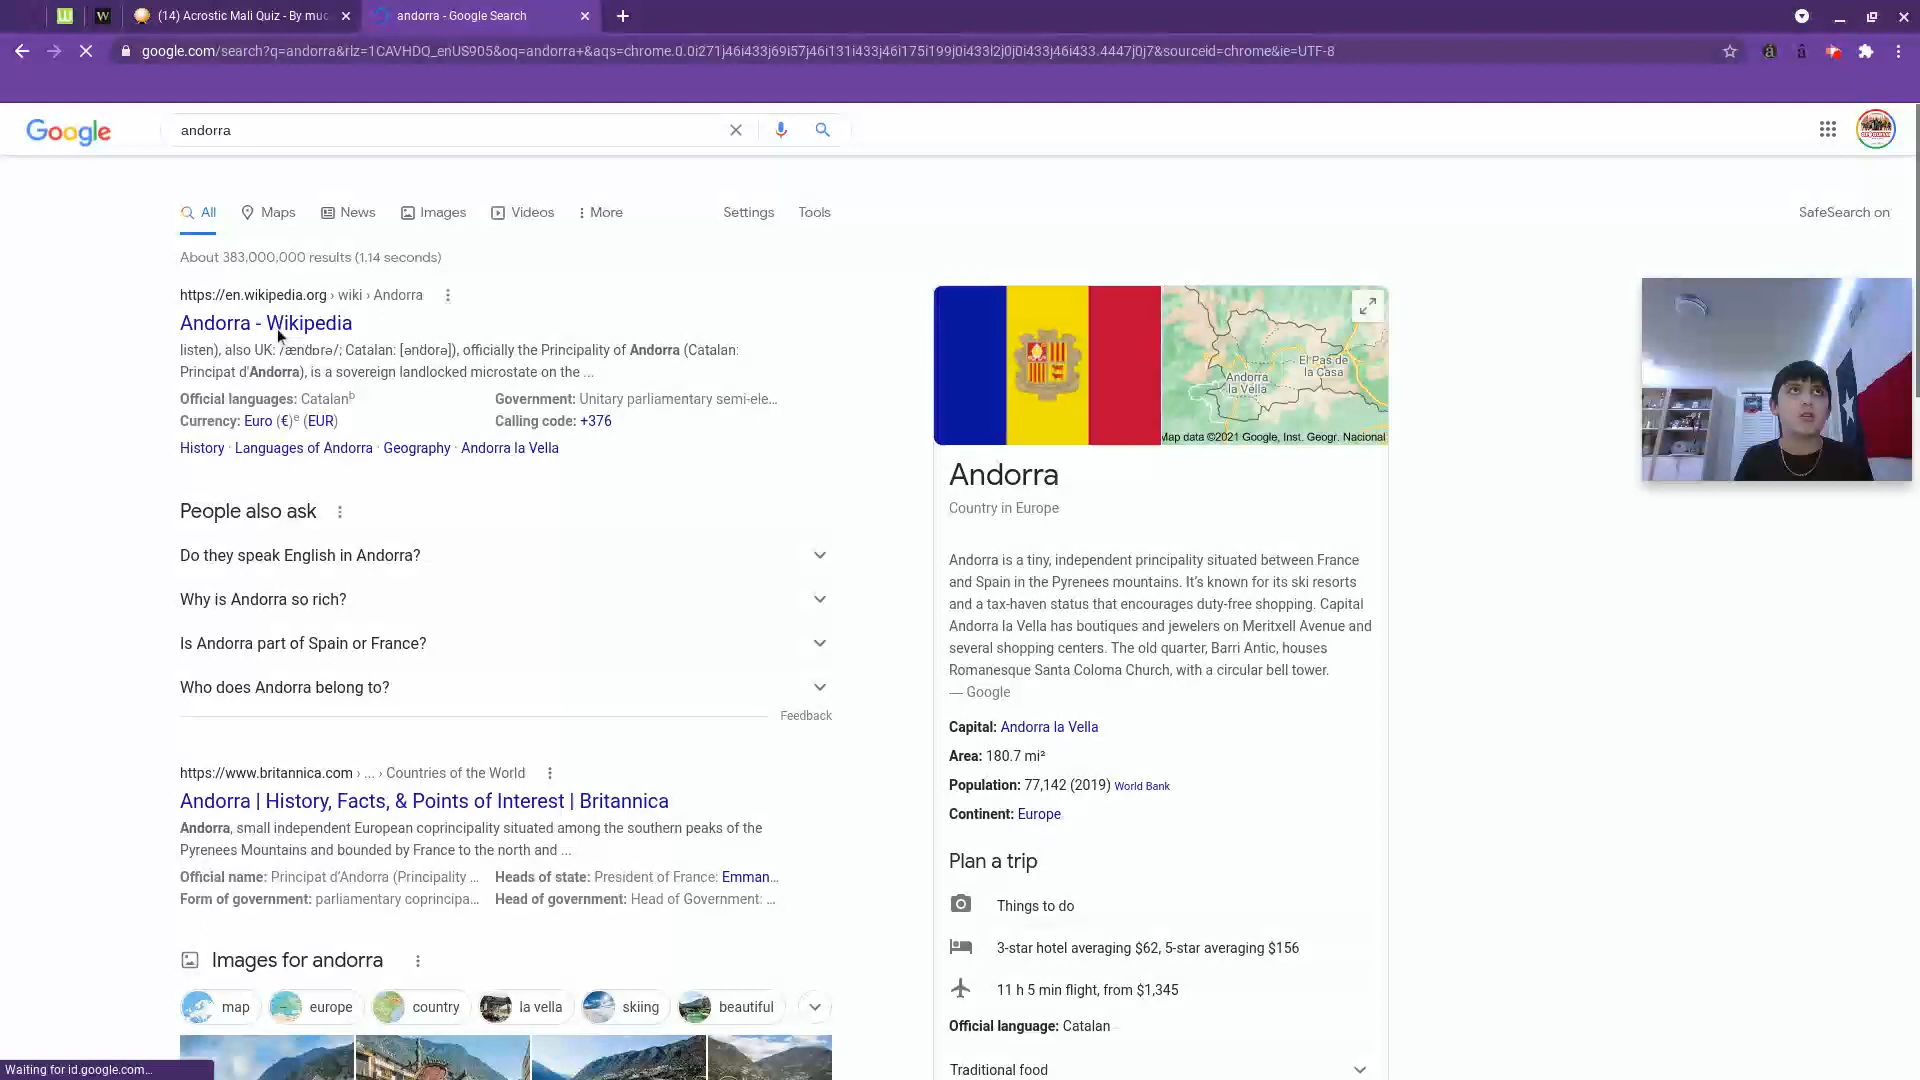 (14) Acrostic Mali Quiz - By muc
andorra - Google Search
google.com/search?q=andorra&rlz=1CAVHDQ_enUS905&oq=andorra+&aqs=chrome.0.0i271j46i433j69i57j46i131i433j46i175i199j0i433l2j0j0i433j46i433.4447j0j7&sourceid=chrome&ie=UTF-8
Google
andorra
All
Maps
News
Images
Videos
More
Settings
Tools
SafeSearch on
About 383,000,000 results (1.14 seconds)
https://en.wikipedia.org › wiki › Andorra
Andorra - Wikipedia
listen), also UK: /ændɒrə/; Catalan: [əndorə]), officially the Principality of Andorra (Catalan:
Principat d'Andorra), is a sovereign landlocked microstate on the ...
Official languages: Catalanᵇ
Government: Unitary parliamentary semi-ele...
Currency: Euro (€)ᵉ (EUR)
Calling code: +376
History · Languages of Andorra · Geography · Andorra la Vella
People also ask
Do they speak English in Andorra?
Why is Andorra so rich?
Is Andorra part of Spain or France?
Who does Andorra belong to?
Feedback
https://www.britannica.com › ... › Countries of the World
Andorra | History, Facts, & Points of Interest | Britannica
Andorra, small independent European coprincipality situated among the southern peaks of the
Pyrenees Mountains and bounded by France to the north and ...
Official name: Principat d'Andorra (Principality ...
Heads of state: President of France: Emman...
Form of government: parliamentary coprincipa...
Head of government: Head of Government: ...
Images for andorra
map
europe
country
la vella
skiing
beautiful
Waiting for id.google.com...
El Pas de
la Casa
Andorra
la Vella
Map data ©2021 Google, Inst. Geogr. Nacional
Andorra
Country in Europe
Andorra is a tiny, independent principality situated between France
and Spain in the Pyrenees mountains. It's known for its ski resorts
and a tax-haven status that encourages duty-free shopping. Capital
Andorra la Vella has boutiques and jewelers on Meritxell Avenue and
several shopping centers. The old quarter, Barri Antic, houses
Romanesque Santa Coloma Church, with a circular bell tower.
— Google
Capital: Andorra la Vella
Area: 180.7 mi²
Population: 77,142 (2019) World Bank
Continent: Europe
Plan a trip
Things to do
3-star hotel averaging $62, 5-star averaging $156
11 h 5 min flight, from $1,345
Official language: Catalan
Traditional food